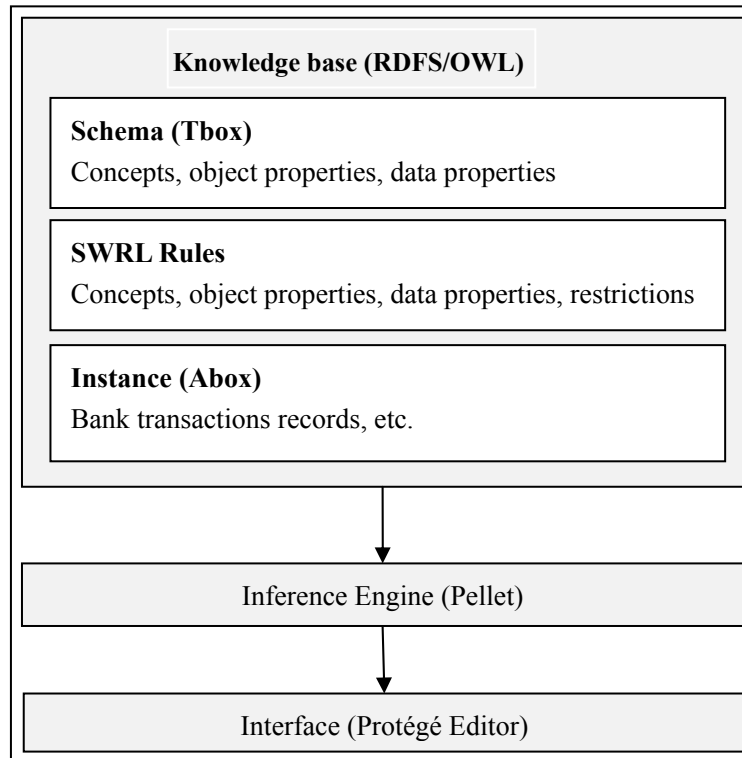 Knowledge base (RDFS/OWL)
Schema (Tbox)
Concepts, object properties, data properties
SWRL Rules
Concepts, object properties, data properties, restrictions
Instance (Abox)
Bank transactions records, etc.
Inference Engine (Pellet)
Interface (Protégé Editor)